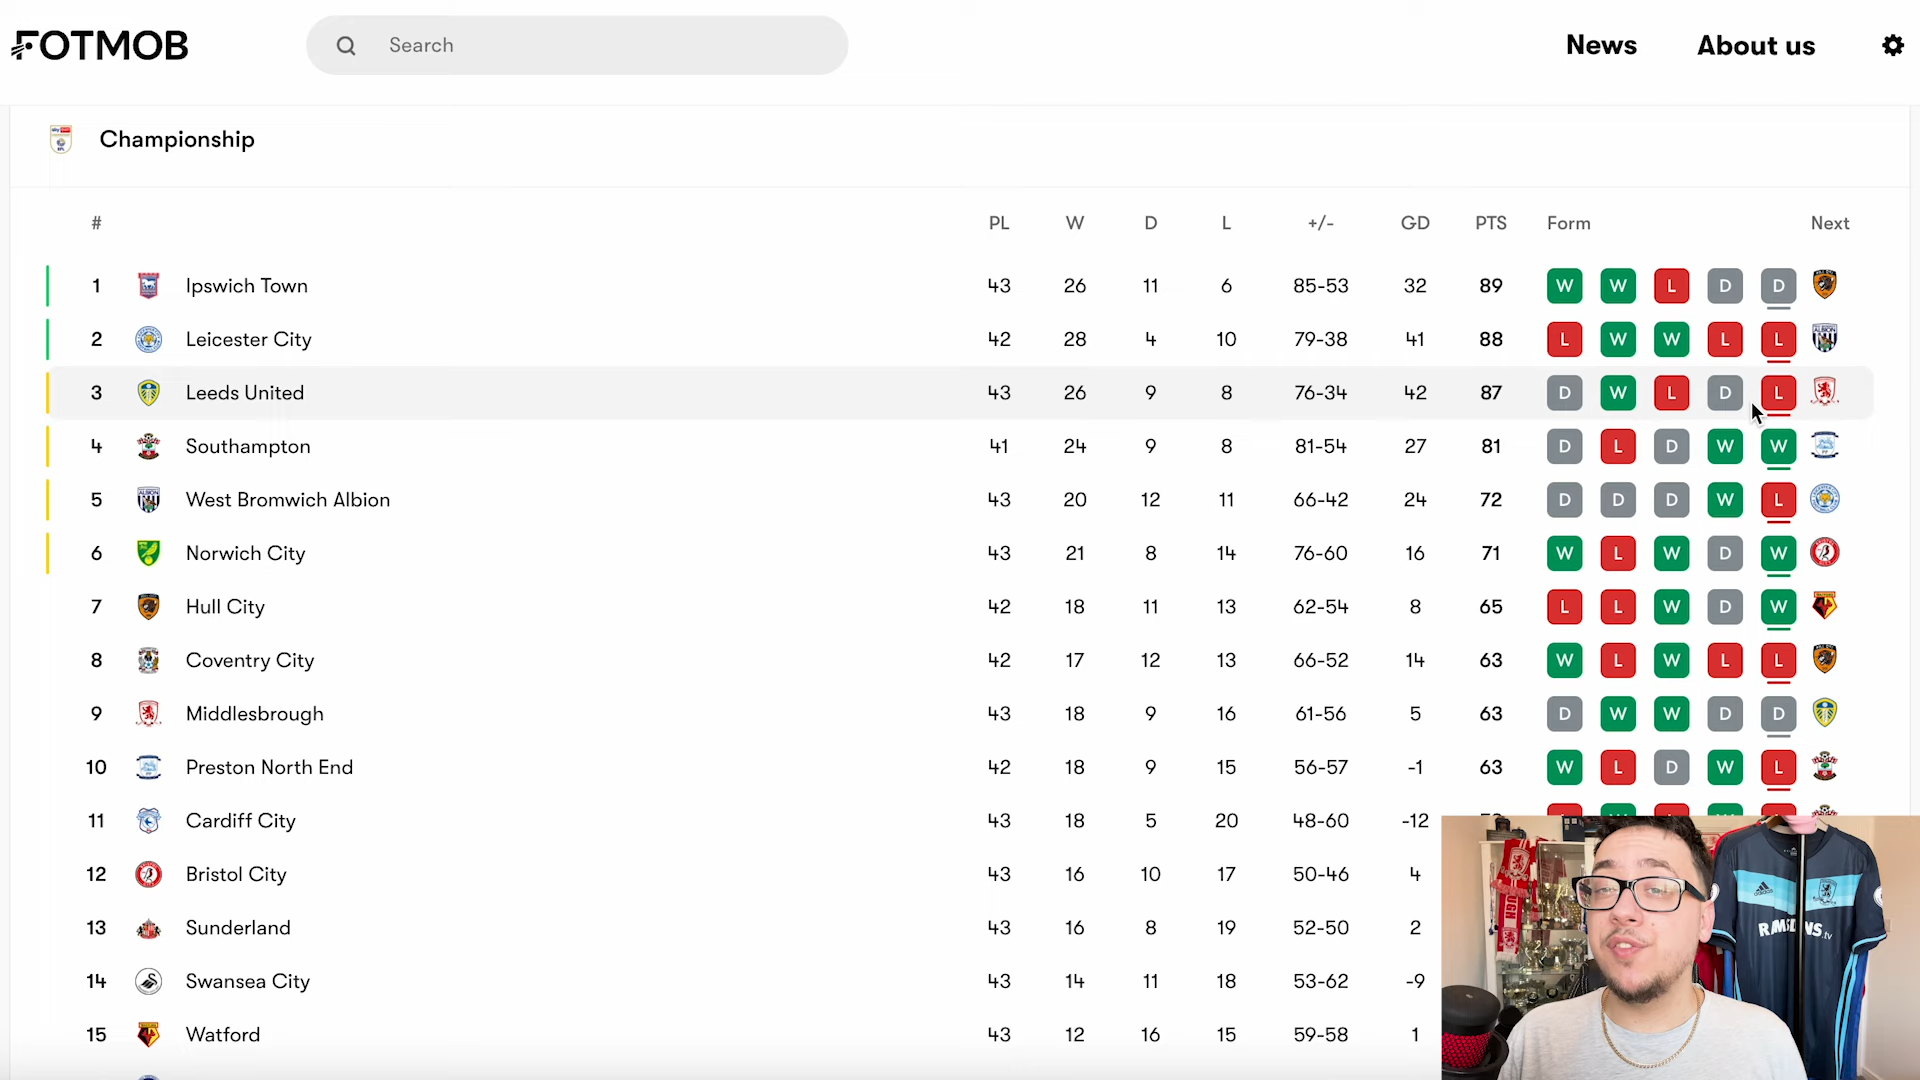 FOTMOB Search News About us
Championship
# PL W D L +/- GD PTS Form Next
1 Ipswich Town 43 26 11 6 85-53 32 89 W W L D D
2 Leicester City 42 28 4 10 79-38 41 88 L W W L L
3 Leeds United 43 26 9 8 76-34 42 87 D W L D L
4 Southampton 41 24 9 8 81-54 27 81 D L D W W
5 West Bromwich Albion 43 20 12 11 66-42 24 72 D D D W L
6 Norwich City 43 21 8 14 76-60 16 71 W L W D W
7 Hull City 42 18 11 13 62-54 8 65 L L W D W
8 Coventry City 42 17 12 13 66-52 14 63 W L W L L
9 Middlesbrough 43 18 9 16 61-56 5 63 D W W D D
10 Preston North End 42 18 9 15 56-57 -1 63 W L D W L
11 Cardiff City 43 18 5 20 48-60 -12
12 Bristol City 43 16 10 17 50-46 4
13 Sunderland 43 16 8 19 52-50 2
14 Swansea City 43 14 11 18 53-62 -9
15 Watford 43 12 16 15 59-58 1
adidas